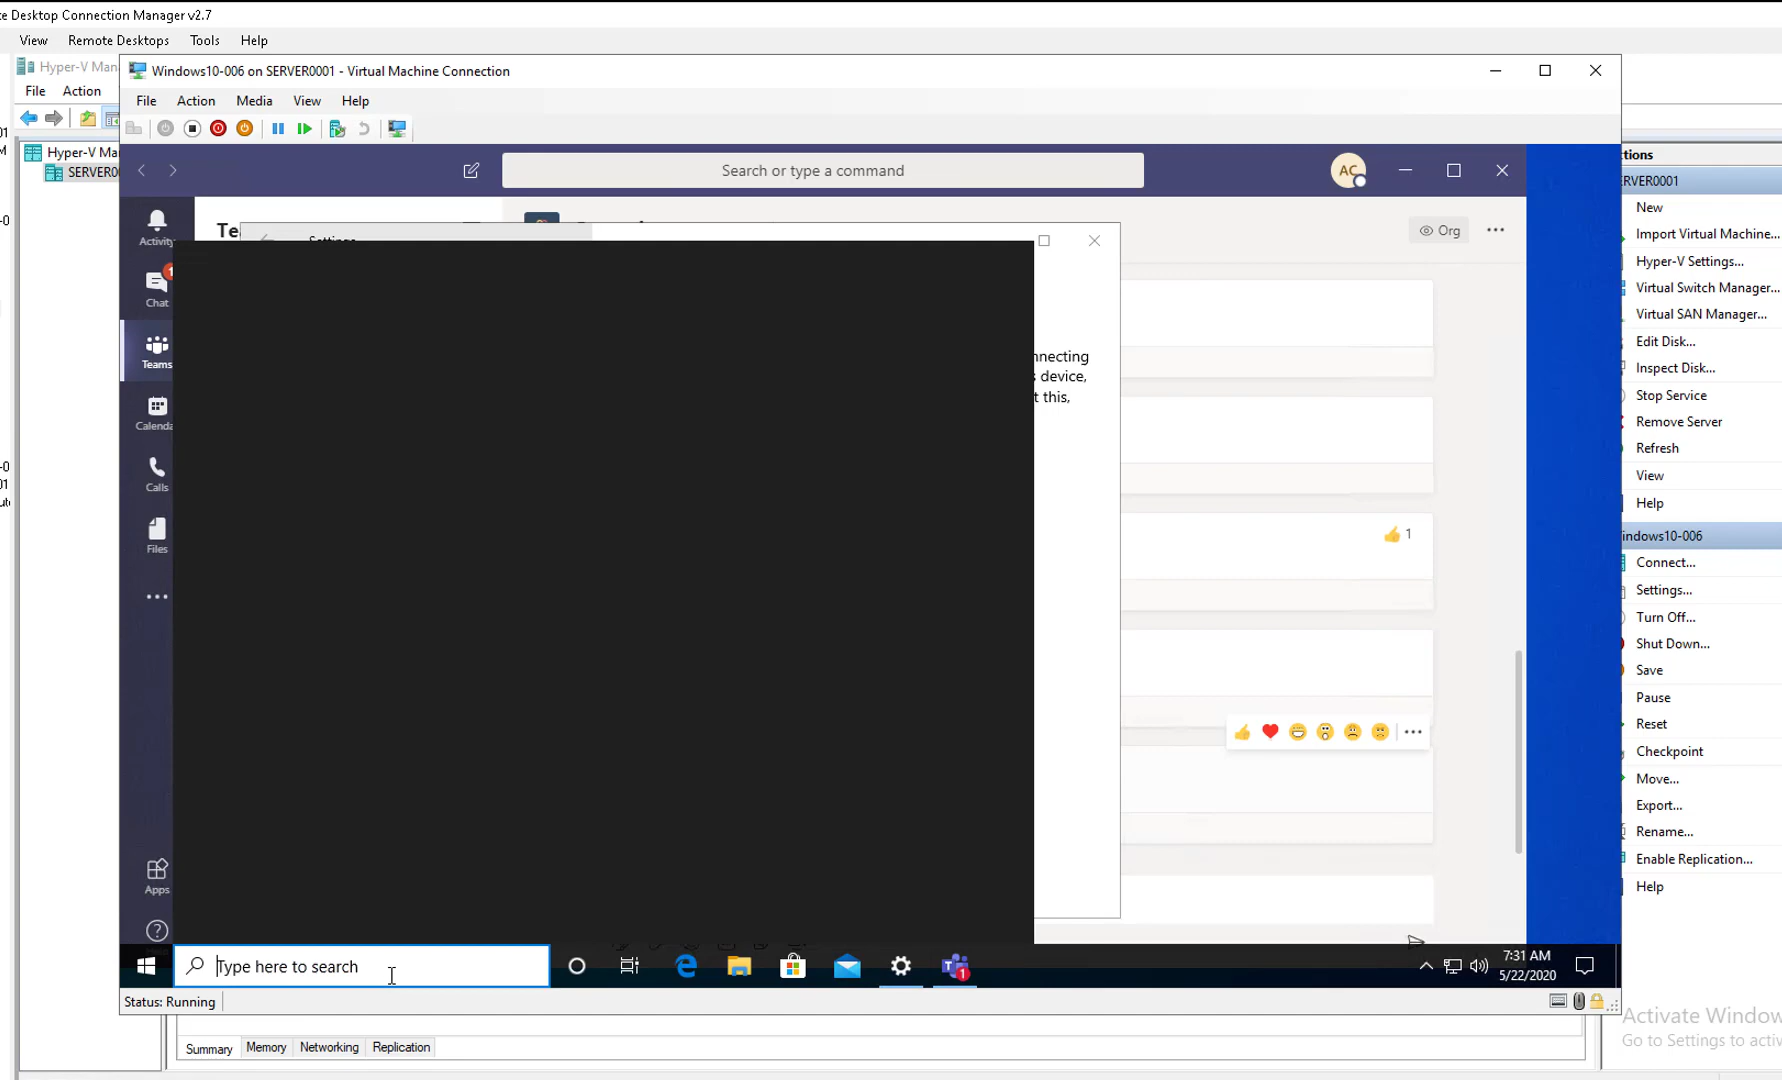 Desktop Connection Manager v2.7
View Remote Desktops Tools Help
Hyper-V Man
File Action
Windows10-006 on SERVER0001 - Virtual Machine Connection
File Action Media View Help
Hyper-V Ma
SERVER0
Search or type a command
AC
Activity
Te
Settings
Org
Chat
1
Teams
Calenda
Calls
Files
Apps
nnecting
device,
t this,
1
Type here to search
1
7:31 AM
5/22/2020
Status: Running
Summary Memory Networking Replication
tions
RVER0001
New
Import Virtual Machine...
Hyper-V Settings...
Virtual Switch Manager...
Virtual SAN Manager...
Edit Disk...
Inspect Disk...
Stop Service
Remove Server
Refresh
View
Help
indows10-006
Connect...
Settings...
Turn Off...
Shut Down...
Save
Pause
Reset
Checkpoint
Move...
Export...
Rename...
Enable Replication...
Help
Activate Window
Go to Settings to activ